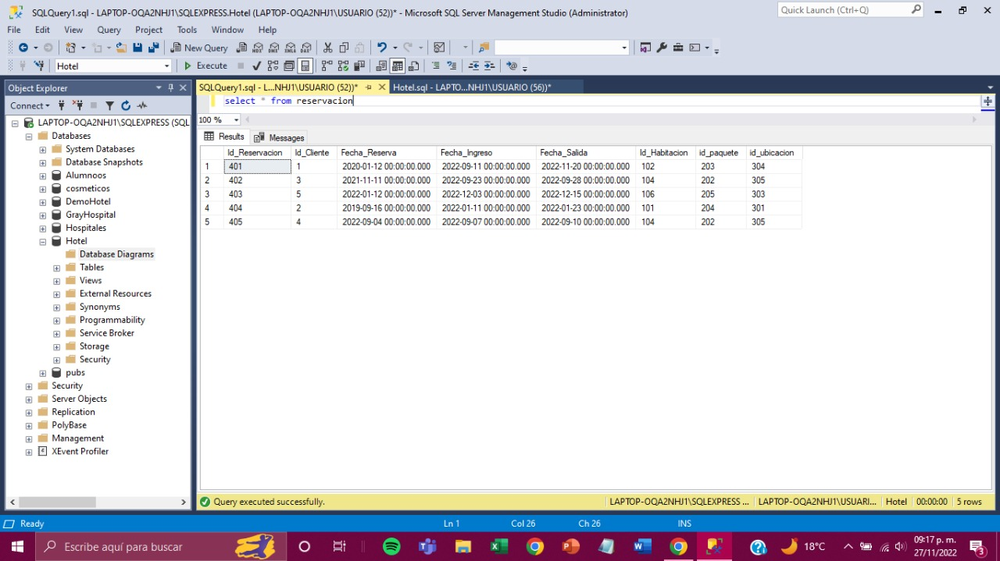 SQLQuery1.sql - LAPTOP-OQA2NHJ1\SQLEXPRESS.Hotel (LAPTOP-OQA2NHJ1\USUARIO (52))* - Microsoft SQL Server Management Studio (Administrator)
Quick Launch (Ctrl+Q)
File Edit View Query Project Tools Window Help
New Query
Hotel Execute
Object Explorer
SQLQuery1.sql - L...NHJ1\USUARIO (52))* Hotel.sql - LAPTO...NHJ1\USUARIO (56))*
Connect
select * from reservacion
100 %
LAPTOP-OQA2NHJ1\SQLEXPRESS (SQL
Databases
System Databases
Database Snapshots
Alumnoos
cosmeticos
DemoHotel
GrayHospital
Hospitales
Hotel
Database Diagrams
Tables
Views
External Resources
Synonyms
Programmability
Service Broker
Storage
Security
pubs
Security
Server Objects
Replication
PolyBase
Management
XEvent Profiler
Results Messages
Id_Reservacion Id_Cliente Fecha_Reserva Fecha_Ingreso Fecha_Salida Id_Habitacion id_paquete id_ubicacion
1 401 1 2020-01-12 00:00:00.000 2022-09-11 00:00:00.000 2022-11-20 00:00:00.000 102 203 304
2 402 3 2021-11-11 00:00:00.000 2022-09-23 00:00:00.000 2022-09-28 00:00:00.000 104 202 305
3 403 5 2022-01-12 00:00:00.000 2022-12-03 00:00:00.000 2022-12-15 00:00:00.000 106 205 303
4 404 2 2019-09-16 00:00:00.000 2022-01-11 00:00:00.000 2022-01-23 00:00:00.000 101 204 301
5 405 4 2022-09-04 00:00:00.000 2022-09-07 00:00:00.000 2022-09-10 00:00:00.000 104 202 305
Query executed successfully. LAPTOP-OQA2NHJ1\SQLEXPRESS ... LAPTOP-OQA2NHJ1\USUARI... Hotel 00:00:00 5 rows
Ready Ln 1 Col 26 Ch 26 INS
Escribe aquí para buscar
18°C
09:17 p. m.
27/11/2022
3